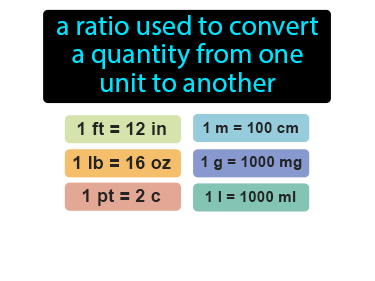 a ratio used to convert
a quantity from one
unit to another
1 ft = 12 in
1 m = 100 cm
1 lb = 16 oz
1 g = 1000 mg
1 pt = 2 c
1 l = 1000 ml